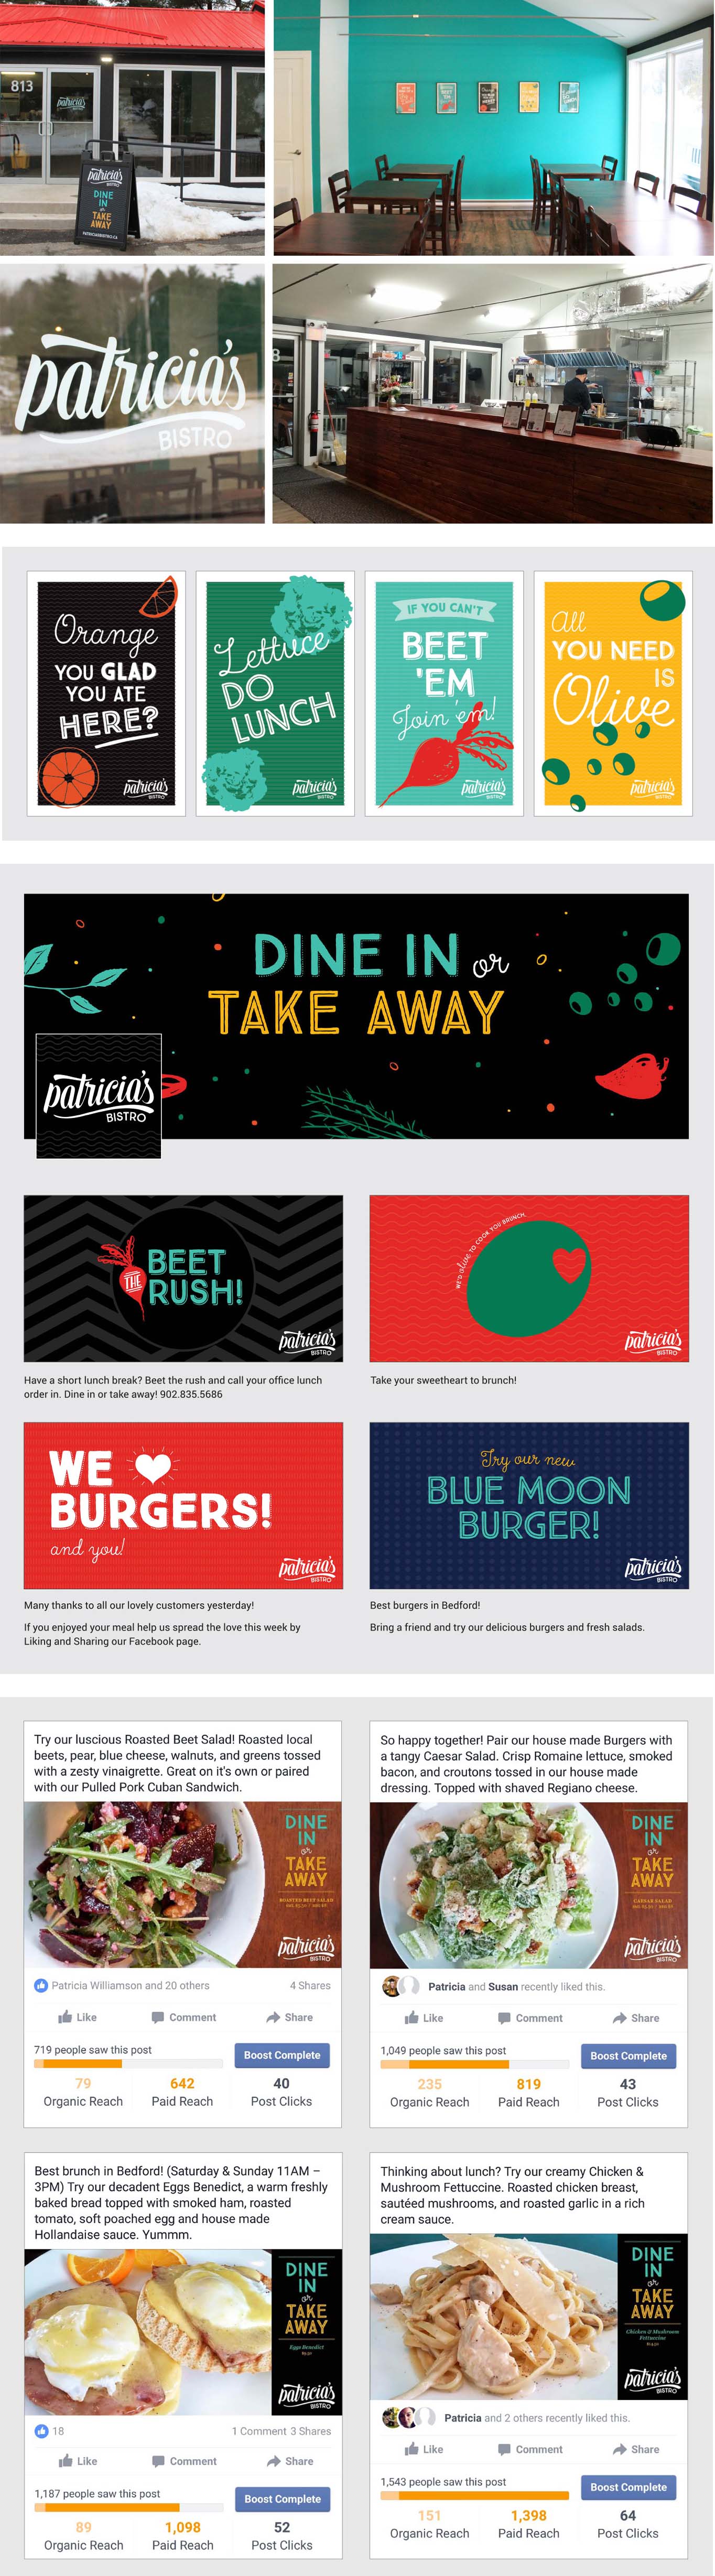 813
patricia's
patricia's
BISTRO
DINE
IN
or
TAKE
AWAY
PATRICIASBISTRO.CA
patricia's
BISTRO
Orange
YOU GLAD
YOU ATE
HERE?
patricia's
BISTRO
Lettuce
DO
LUNCH
patricia's
BISTRO
IF YOU CAN'T
BEET
'EM
Join 'em!
patricia's
BISTRO
All
YOU NEED
IS
Olive
patricia's
BISTRO
DINE IN or
TAKE AWAY
patricia's
BISTRO
BEET
THE
RUSH!
patricia's
BISTRO
WE'D olive TO COOK YOU BRUNCH.
patricia's
BISTRO
Have a short lunch break? Beet the rush and call your office lunch
order in. Dine in or take away! 902.835.5686
Take your sweetheart to brunch!
WE
BURGERS!
and you!
patricia's
BISTRO
Try our new
BLUE MOON
BURGER!
patricia's
BISTRO
Many thanks to all our lovely customers yesterday!
If you enjoyed your meal help us spread the love this week by
Liking and Sharing our Facebook page.
Best burgers in Bedford!
Bring a friend and try our delicious burgers and fresh salads.
Try our luscious Roasted Beet Salad! Roasted local
beets, pear, blue cheese, walnuts, and greens tossed
with a zesty vinaigrette. Great on it's own or paired
with our Pulled Pork Cuban Sandwich.
DINE
IN
or
TAKE
AWAY
ROASTED BEET SALAD
patricia's
BISTRO
Patricia Williamson and 20 others
4 Shares
Like
Comment
Share
719 people saw this post
Boost Complete
79
642
40
Organic Reach
Paid Reach
Post Clicks
So happy together! Pair our house made Burgers with
a tangy Caesar Salad. Crisp Romaine lettuce, smoked
bacon, and croutons tossed in our house made
dressing. Topped with shaved Regiano cheese.
DINE
IN
or
TAKE
AWAY
CAESAR SALAD
patricia's
BISTRO
Patricia and Susan recently liked this.
Like
Comment
Share
1,049 people saw this post
Boost Complete
235
819
43
Organic Reach
Paid Reach
Post Clicks
Best brunch in Bedford! (Saturday & Sunday 11AM –
3PM) Try our decadent Eggs Benedict, a warm freshly
baked bread topped with smoked ham, roasted
tomato, soft poached egg and house made
Hollandaise sauce. Yummm.
DINE
IN
or
TAKE
AWAY
Eggs Benedict
patricia's
BISTRO
18
1 Comment 3 Shares
Like
Comment
Share
1,187 people saw this post
Boost Complete
89
1,098
52
Organic Reach
Paid Reach
Post Clicks
Thinking about lunch? Try our creamy Chicken &
Mushroom Fettuccine. Roasted chicken breast,
sautéed mushrooms, and roasted garlic in a rich
cream sauce.
DINE
IN
or
TAKE
AWAY
Chicken & Mushroom
Fettuccine
patricia's
BISTRO
Patricia and 2 others recently liked this.
Like
Comment
Share
1,543 people saw this post
Boost Complete
151
1,398
64
Organic Reach
Paid Reach
Post Clicks